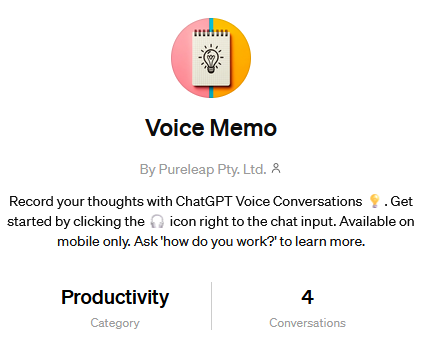 Voice Memo
By Pureleap Pty. Ltd.
Record your thoughts with ChatGPT Voice Conversations 💡. Get
started by clicking the 🎧 icon right to the chat input. Available on
mobile only. Ask 'how do you work?' to learn more.
Productivity
Category
4
Conversations